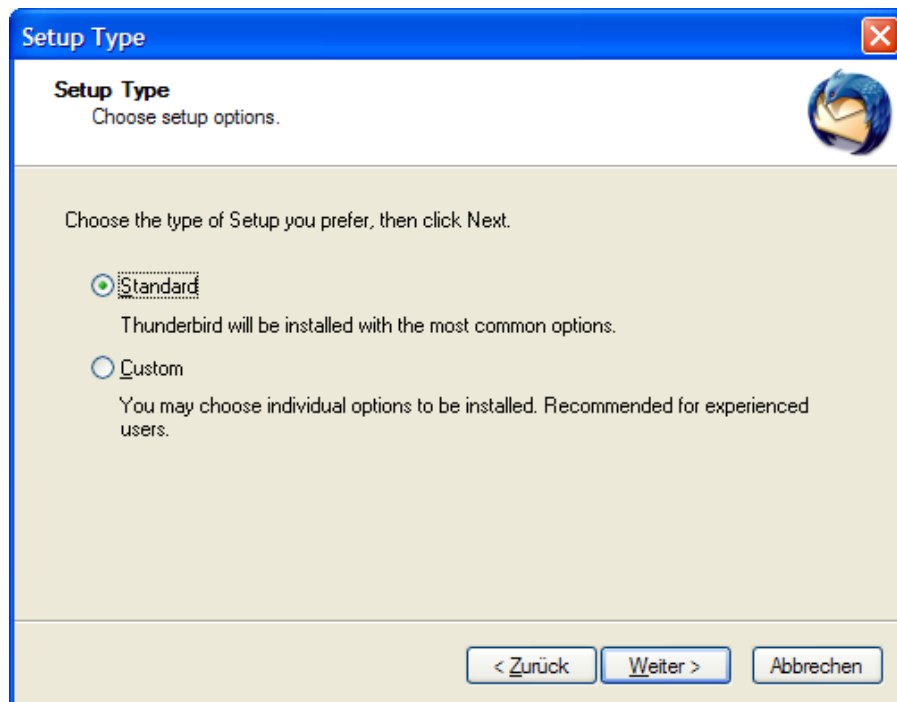 Setup Type
Setup Type
Choose setup options.
Choose the type of Setup you prefer, then click Next.
Standard
Thunderbird will be installed with the most common options.
Custom
You may choose individual options to be installed. Recommended for experienced
users.
< Zurück Weiter > Abbrechen